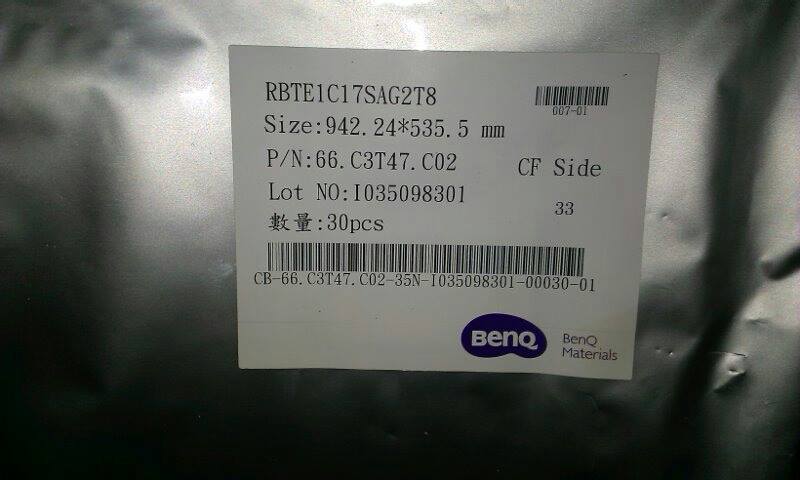 RBTE1C17SAG2T8
007-01
Size:942.24*535.5 mm
P/N:66.C3T47.C02
CF Side
Lot NO:I035098301
33
數量:30pcs
CB-66.C3T47.C02-35N-I035098301-00030-01
BenQ
BenQ
Materials